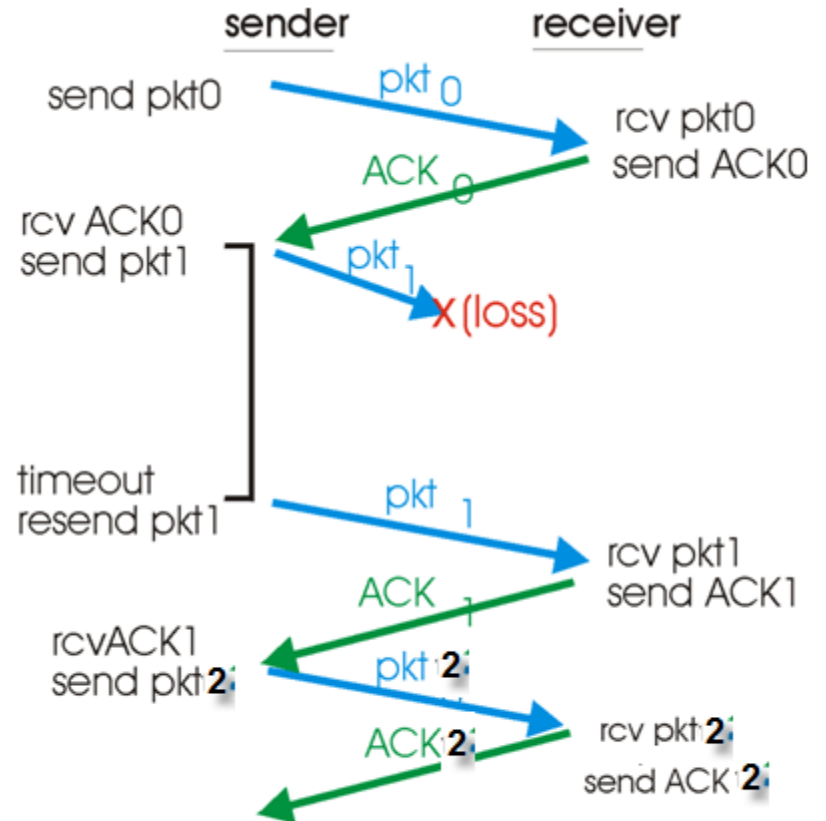 sender receiver
send pkt0
pkt 0
rcv pkt0
send ACK0
ACK 0
rcv ACK0
send pkt1
pkt 1
X (loss)
timeout
resend pkt1
pkt 1
rcv pkt1
send ACK1
ACK 1
rcvACK1
send pkt2
pkt 2
rcv pkt2
send ACK2
ACK 2